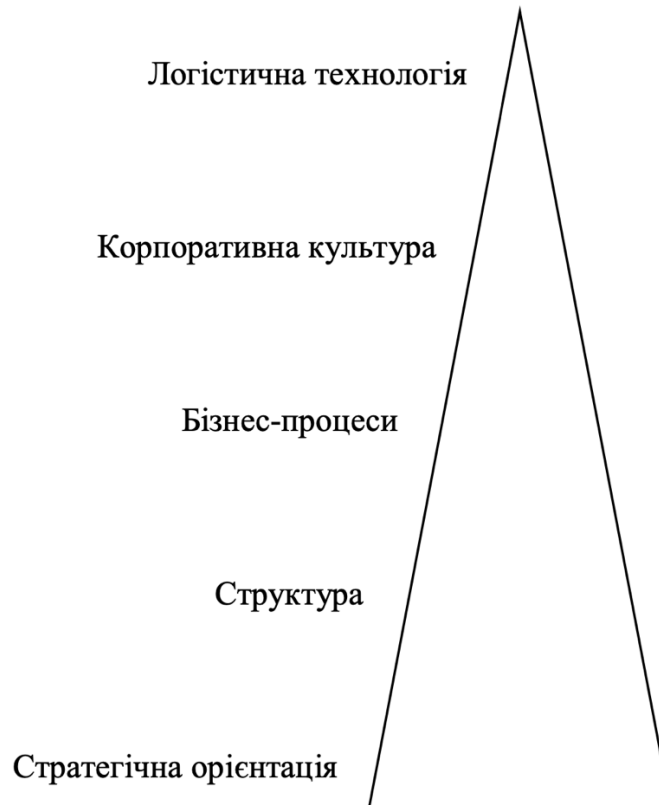 Логістична технологія
Корпоративна культура
Бізнес-процеси
Структура
Стратегічна орієнтація